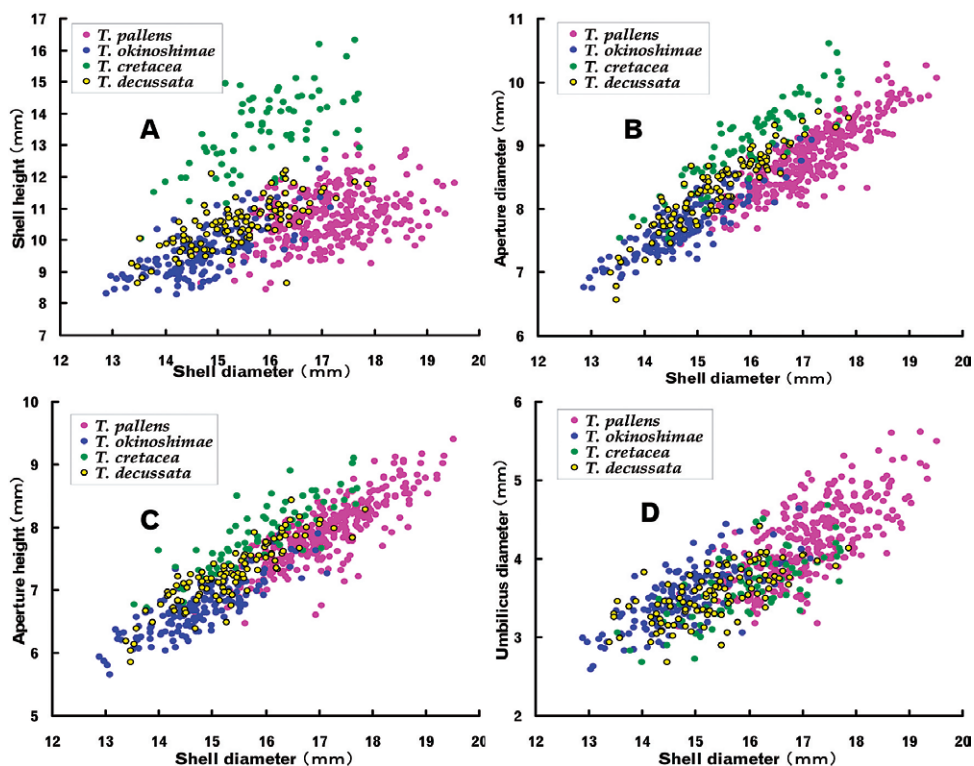 17
16
15
14
13
12
11
10
9
8
7
Shell height (mm)
T. pallens
T. okinoshimae
T. cretacea
T. decussata
A
12 13 14 15 16 17 18 19 20
Shell diameter (mm)
11
10
9
8
7
6
Aperture diameter (mm)
T. pallens
T. okinoshimae
T. cretacea
T. decussata
B
12 13 14 15 16 17 18 19 20
Shell diameter (mm)
10
9
8
7
6
5
Aperture height (mm)
T. pallens
T. okinoshimae
T. cretacea
T. decussata
C
12 13 14 15 16 17 18 19 20
Shell diameter (mm)
6
5
4
3
2
Umbilicus diameter (mm)
T. pallens
T. okinoshimae
T. cretacea
T. decussata
D
12 13 14 15 16 17 18 19 20
Shell diameter (mm)